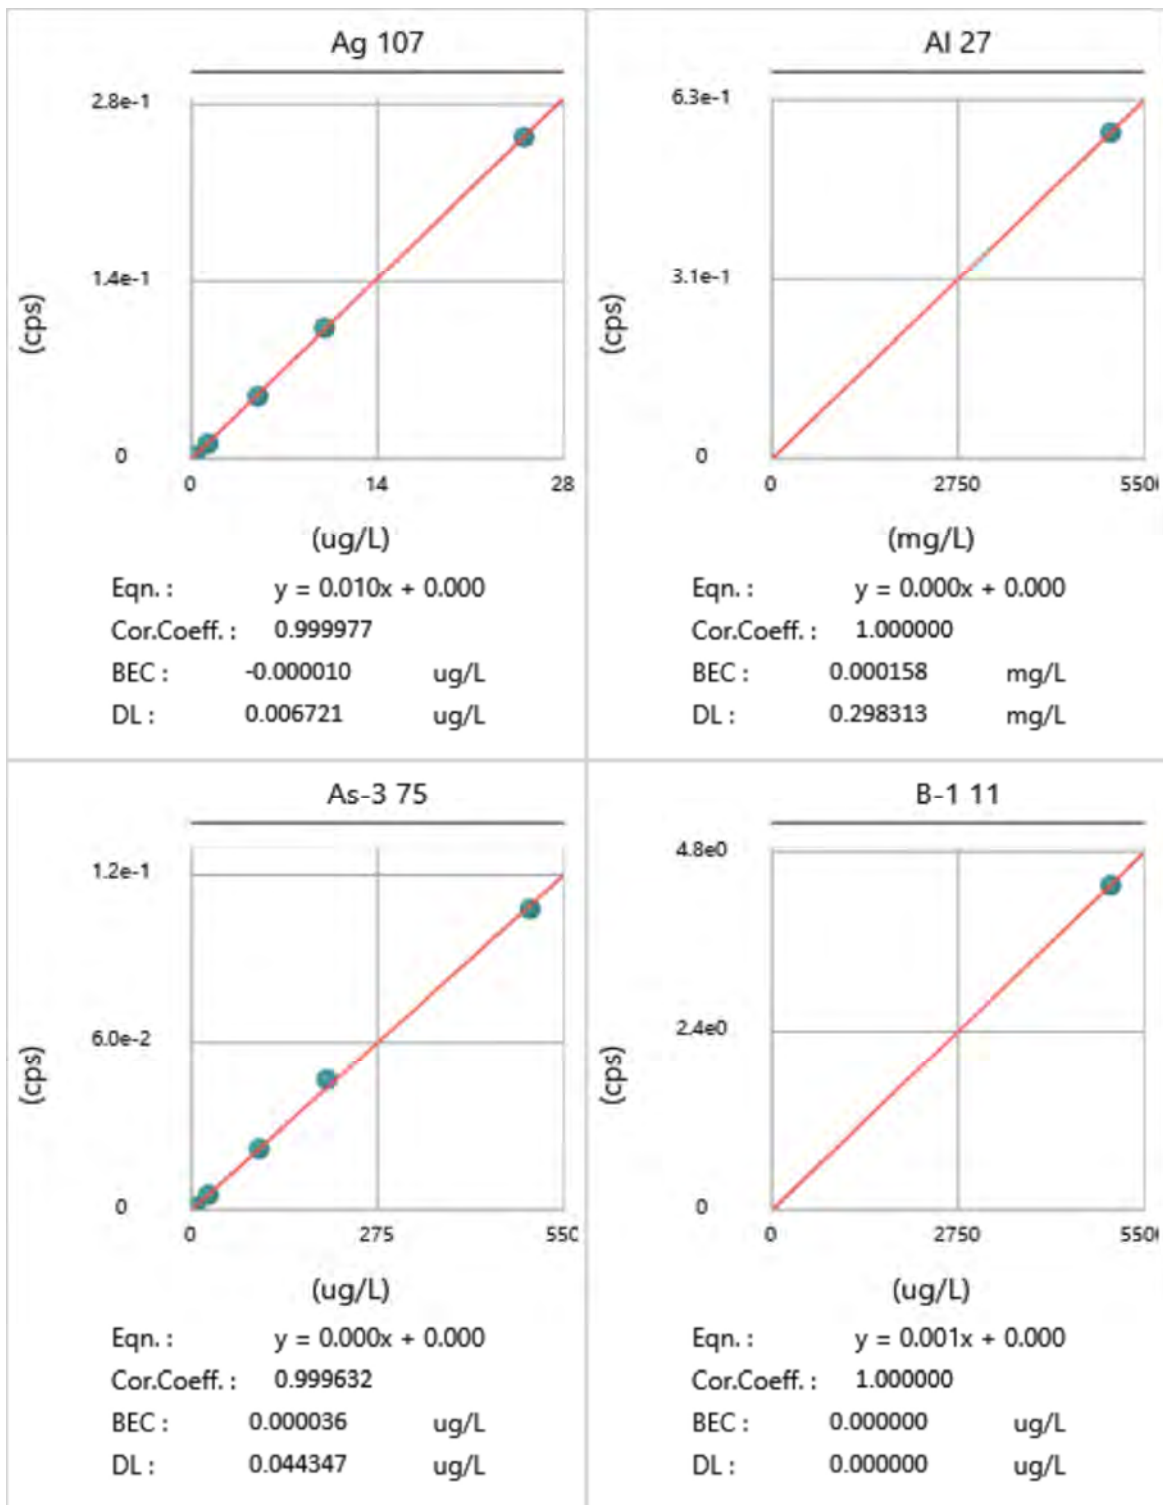 Ag 107
2.8e-1
1.4e-1
0
(cps)
0 14 28
(ug/L)
Eqn. : y = 0.010x + 0.000
Cor.Coeff. : 0.999977
BEC : -0.000010 ug/L
DL : 0.006721 ug/L
Al 27
6.3e-1
3.1e-1
0
(cps)
0 2750 550
(mg/L)
Eqn. : y = 0.000x + 0.000
Cor.Coeff. : 1.000000
BEC : 0.000158 mg/L
DL : 0.298313 mg/L
As-3 75
1.2e-1
6.0e-2
0
(cps)
0 275 550
(ug/L)
Eqn. : y = 0.000x + 0.000
Cor.Coeff. : 0.999632
BEC : 0.000036 ug/L
DL : 0.044347 ug/L
B-1 11
4.8e0
2.4e0
0
(cps)
0 2750 550
(ug/L)
Eqn. : y = 0.001x + 0.000
Cor.Coeff. : 1.000000
BEC : 0.000000 ug/L
DL : 0.000000 ug/L